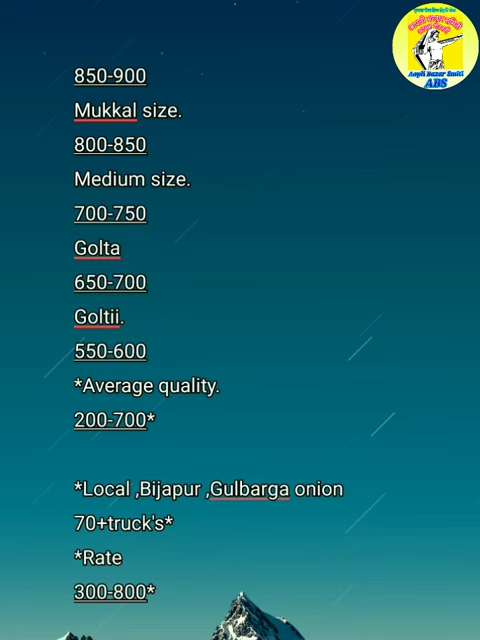 850-900
Mukkal size.
800-850
Medium size.
700-750
Golta
650-700
Goltii.
550-600
*Average quality.
200-700*
*Local ,Bijapur ,Gulbarga onion
70+truck's*
*Rate
300-800*
Aapli Bazar Smiti
ABS